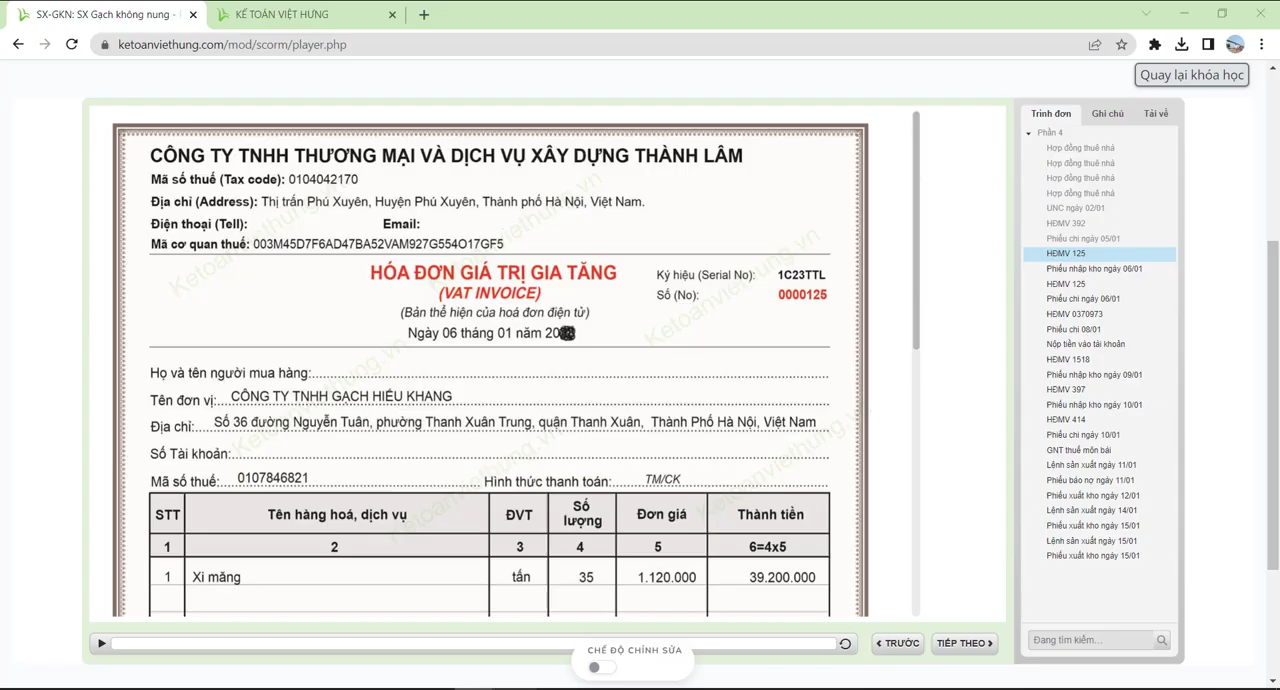 SX-GKN: SX Gạch không nung -
KẾ TOÁN VIỆT HƯNG
ketoanviethung.com/mod/scorm/player.php
Quay lại khóa học
CÔNG TY TNHH THƯƠNG MẠI VÀ DỊCH VỤ XÂY DỰNG THÀNH LÂM
Mã số thuế (Tax code): 0104042170
Địa chỉ (Address): Thị trấn Phú Xuyên, Huyện Phú Xuyên, Thành phố Hà Nội, Việt Nam.
Điện thoại (Tell): Email:
Mã cơ quan thuế: 003M45D7F6AD47BA52VAM927G554O17GF5
HÓA ĐƠN GIÁ TRỊ GIA TĂNG
(VAT INVOICE)
(Bản thể hiện của hoá đơn điện tử)
Ngày 06 tháng 01 năm 20
Ký hiệu (Serial No): 1C23TTL
Số (No): 0000125
Họ và tên người mua hàng:
Tên đơn vị: CÔNG TY TNHH GẠCH HIẾU KHANG
Địa chỉ: Số 36 đường Nguyễn Tuân, phường Thanh Xuân Trung, quận Thanh Xuân, Thành Phố Hà Nội, Việt Nam
Số Tài khoản:
Mã số thuế: 0107846821 Hình thức thanh toán: TM/CK
STT Tên hàng hoá, dịch vụ ĐVT Số lượng Đơn giá Thành tiền
1 2 3 4 5 6=4x5
1 Xi măng tấn 35 1.120.000 39.200.000
Ketoanviethung.vn
TRƯỚC
TIẾP THEO
CHẾ ĐỘ CHỈNH SỬA
Trình đơn Ghi chú Tải về
Phần 4
Hợp đồng thuê nhà
Hợp đồng thuê nhà
Hợp đồng thuê nhà
Hợp đồng thuê nhà
UNC ngày 02/01
HĐMV 392
Phiếu chi ngày 05/01
HĐMV 125
Phiếu nhập kho ngày 06/01
HĐMV 125
Phiếu chi ngày 06/01
HĐMV 0370973
Phiếu chi 08/01
Nộp tiền vào tài khoản
HĐMV 1518
Phiếu nhập kho ngày 09/01
HĐMV 397
Phiếu nhập kho ngày 10/01
HĐMV 414
Phiếu chi ngày 10/01
GNT thuế môn bài
Lệnh sản xuất ngày 11/01
Phiếu báo nợ ngày 11/01
Phiếu xuất kho ngày 12/01
Lệnh sản xuất ngày 14/01
Phiếu xuất kho ngày 15/01
Lệnh sản xuất ngày 15/01
Phiếu xuất kho ngày 15/01
Đang tìm kiếm...